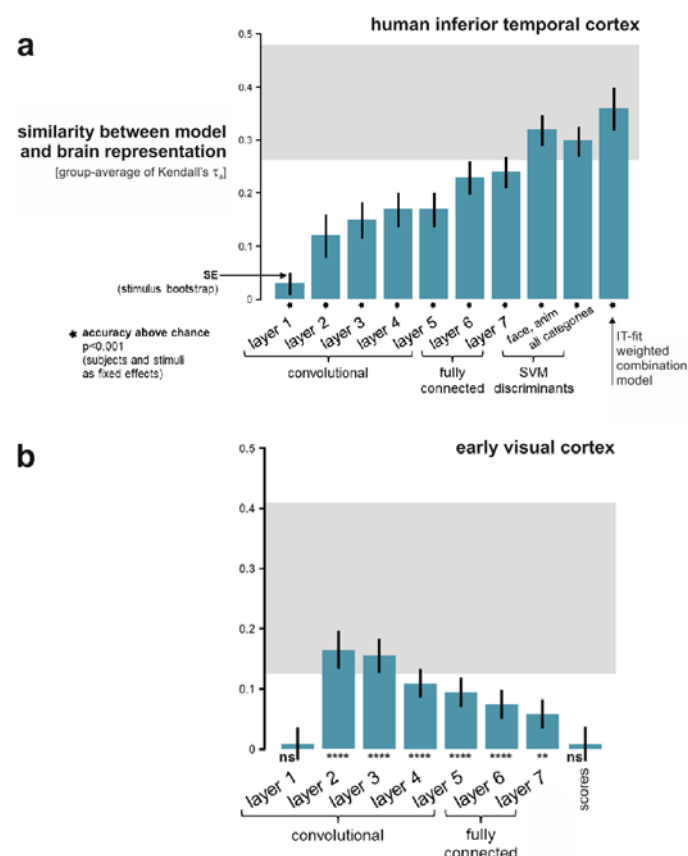 human inferior temporal cortex
a
0.5
0.4
similarity between model
and brain representation
[group-average of Kendall's τa]
0.3
0.2
0.1
SE
(stimulus bootstrap)
0
* accuracy above chance
p<0.001
(subjects and stimuli
as fixed effects)
* * * * * * * * * *
layer 1
layer 2
layer 3
layer 4
layer 5
layer 6
layer 7
face, anim
all categories
convolutional
fully
connected
SVM
discriminants
IT-fit
weighted
combination
model
b
early visual cortex
0.5
0.4
0.3
0.2
0.1
0
ns **** **** **** **** **** ** ns
layer 1
layer 2
layer 3
layer 4
layer 5
layer 6
layer 7
scores
convolutional
fully
connected